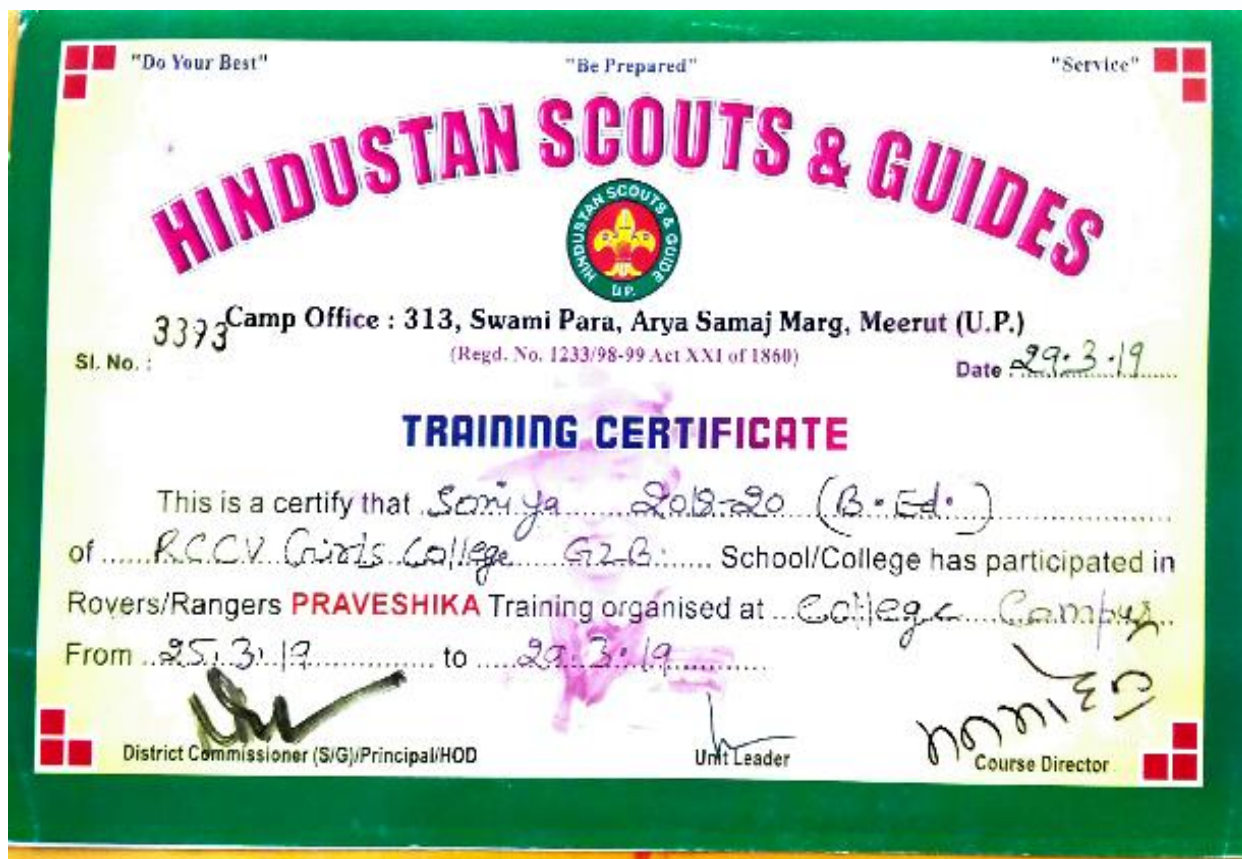 "Do Your Best" "Be Prepared" "Service"
HINDUSTAN SCOUTS & GUIDES
HINDUSTAN SCOUTS & GUIDE
U.P.
Camp Office : 313, Swami Para, Arya Samaj Marg, Meerut (U.P.)
(Regd. No. 1233/98-99 Act XXI of 1860)
Sl. No. : 3393 Date : 29.3.19
TRAINING CERTIFICATE
This is a certify that Soniya 2018-20 (B.Ed.)
of RCCV Girls College GZB. School/College has participated in
Rovers/Rangers PRAVESHIKA Training organised at College Campus
From 25.3.19 to 29.3.19
District Commissioner (S/G)/Principal/HOD Unit Leader Course Director